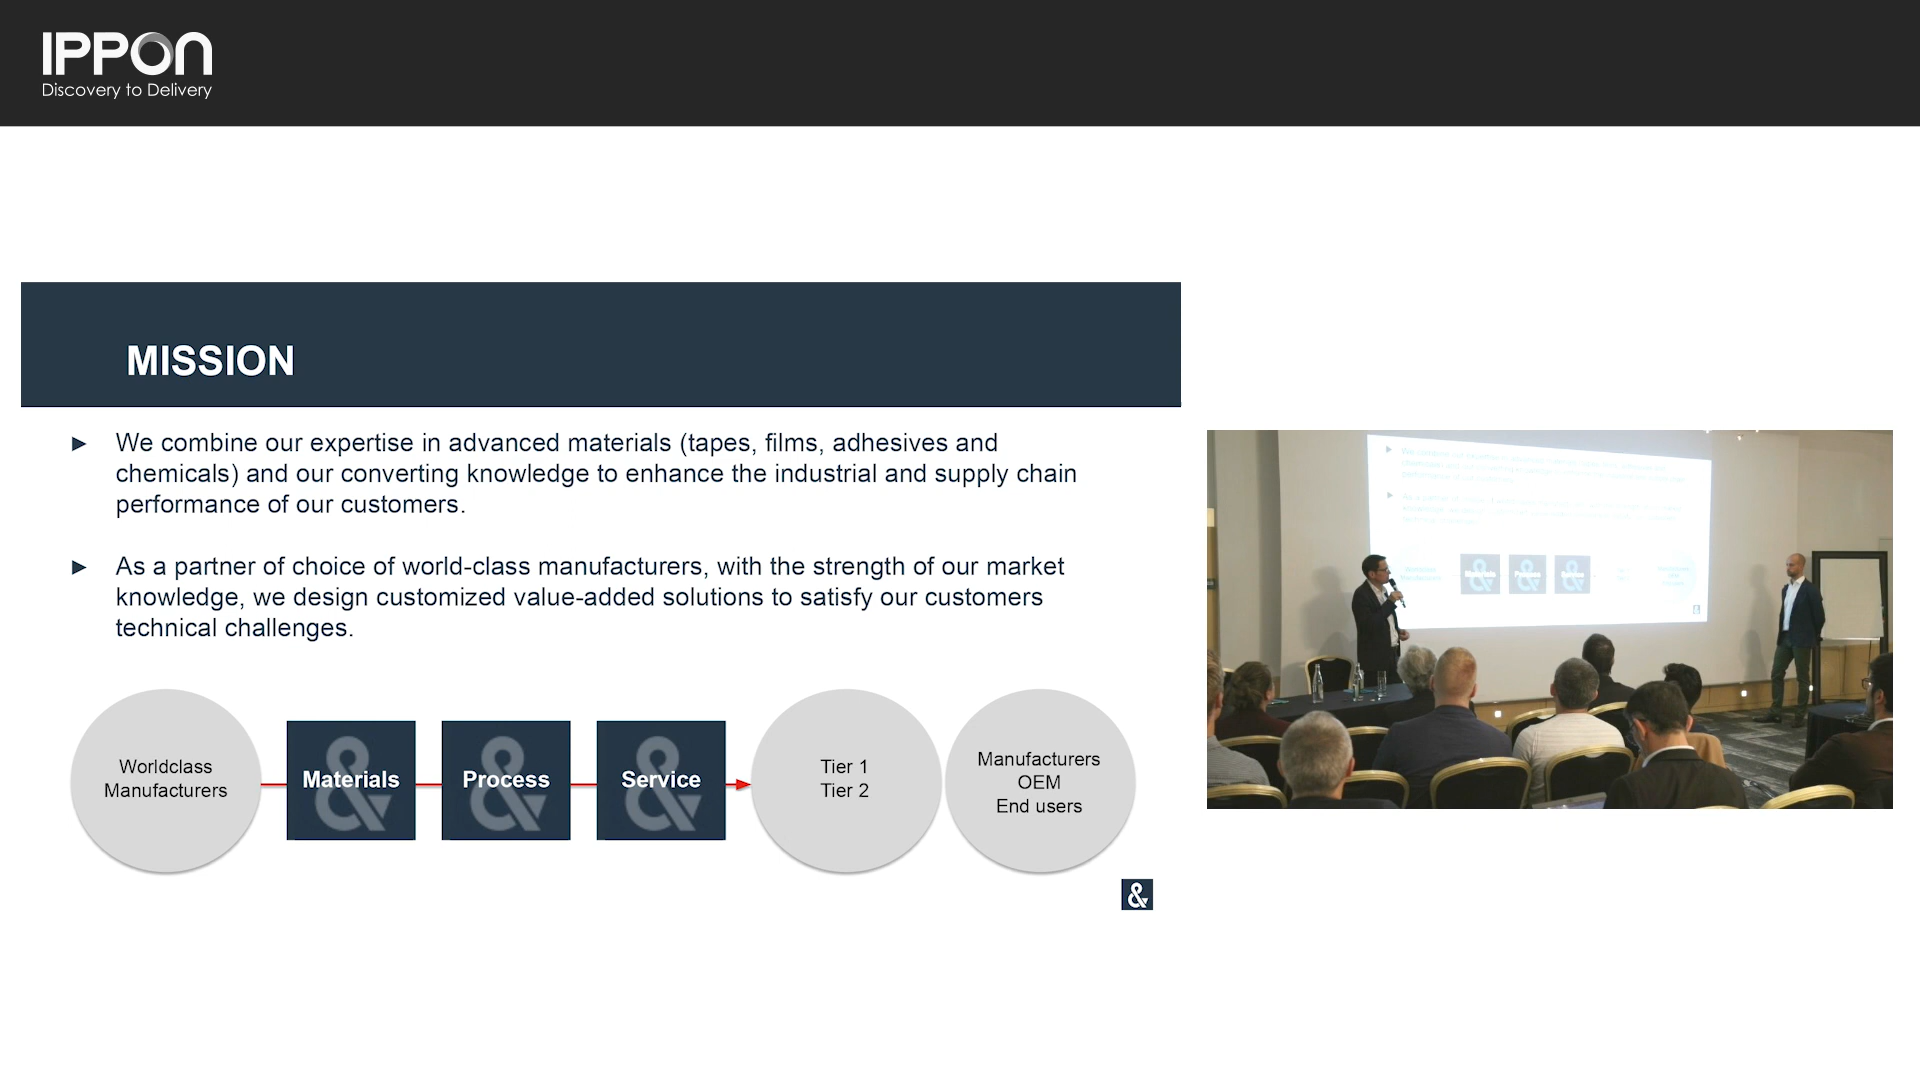 IPPON
Discovery to Delivery
MISSION
► We combine our expertise in advanced materials (tapes, films, adhesives and
chemicals) and our converting knowledge to enhance the industrial and supply chain
performance of our customers.
► As a partner of choice of world-class manufacturers, with the strength of our market
knowledge, we design customized value-added solutions to satisfy our customers
technical challenges.
Worldclass
Manufacturers
& Materials
& Process
& Service
Tier 1
Tier 2
Manufacturers
OEM
End users
&
Materials
Process
Service